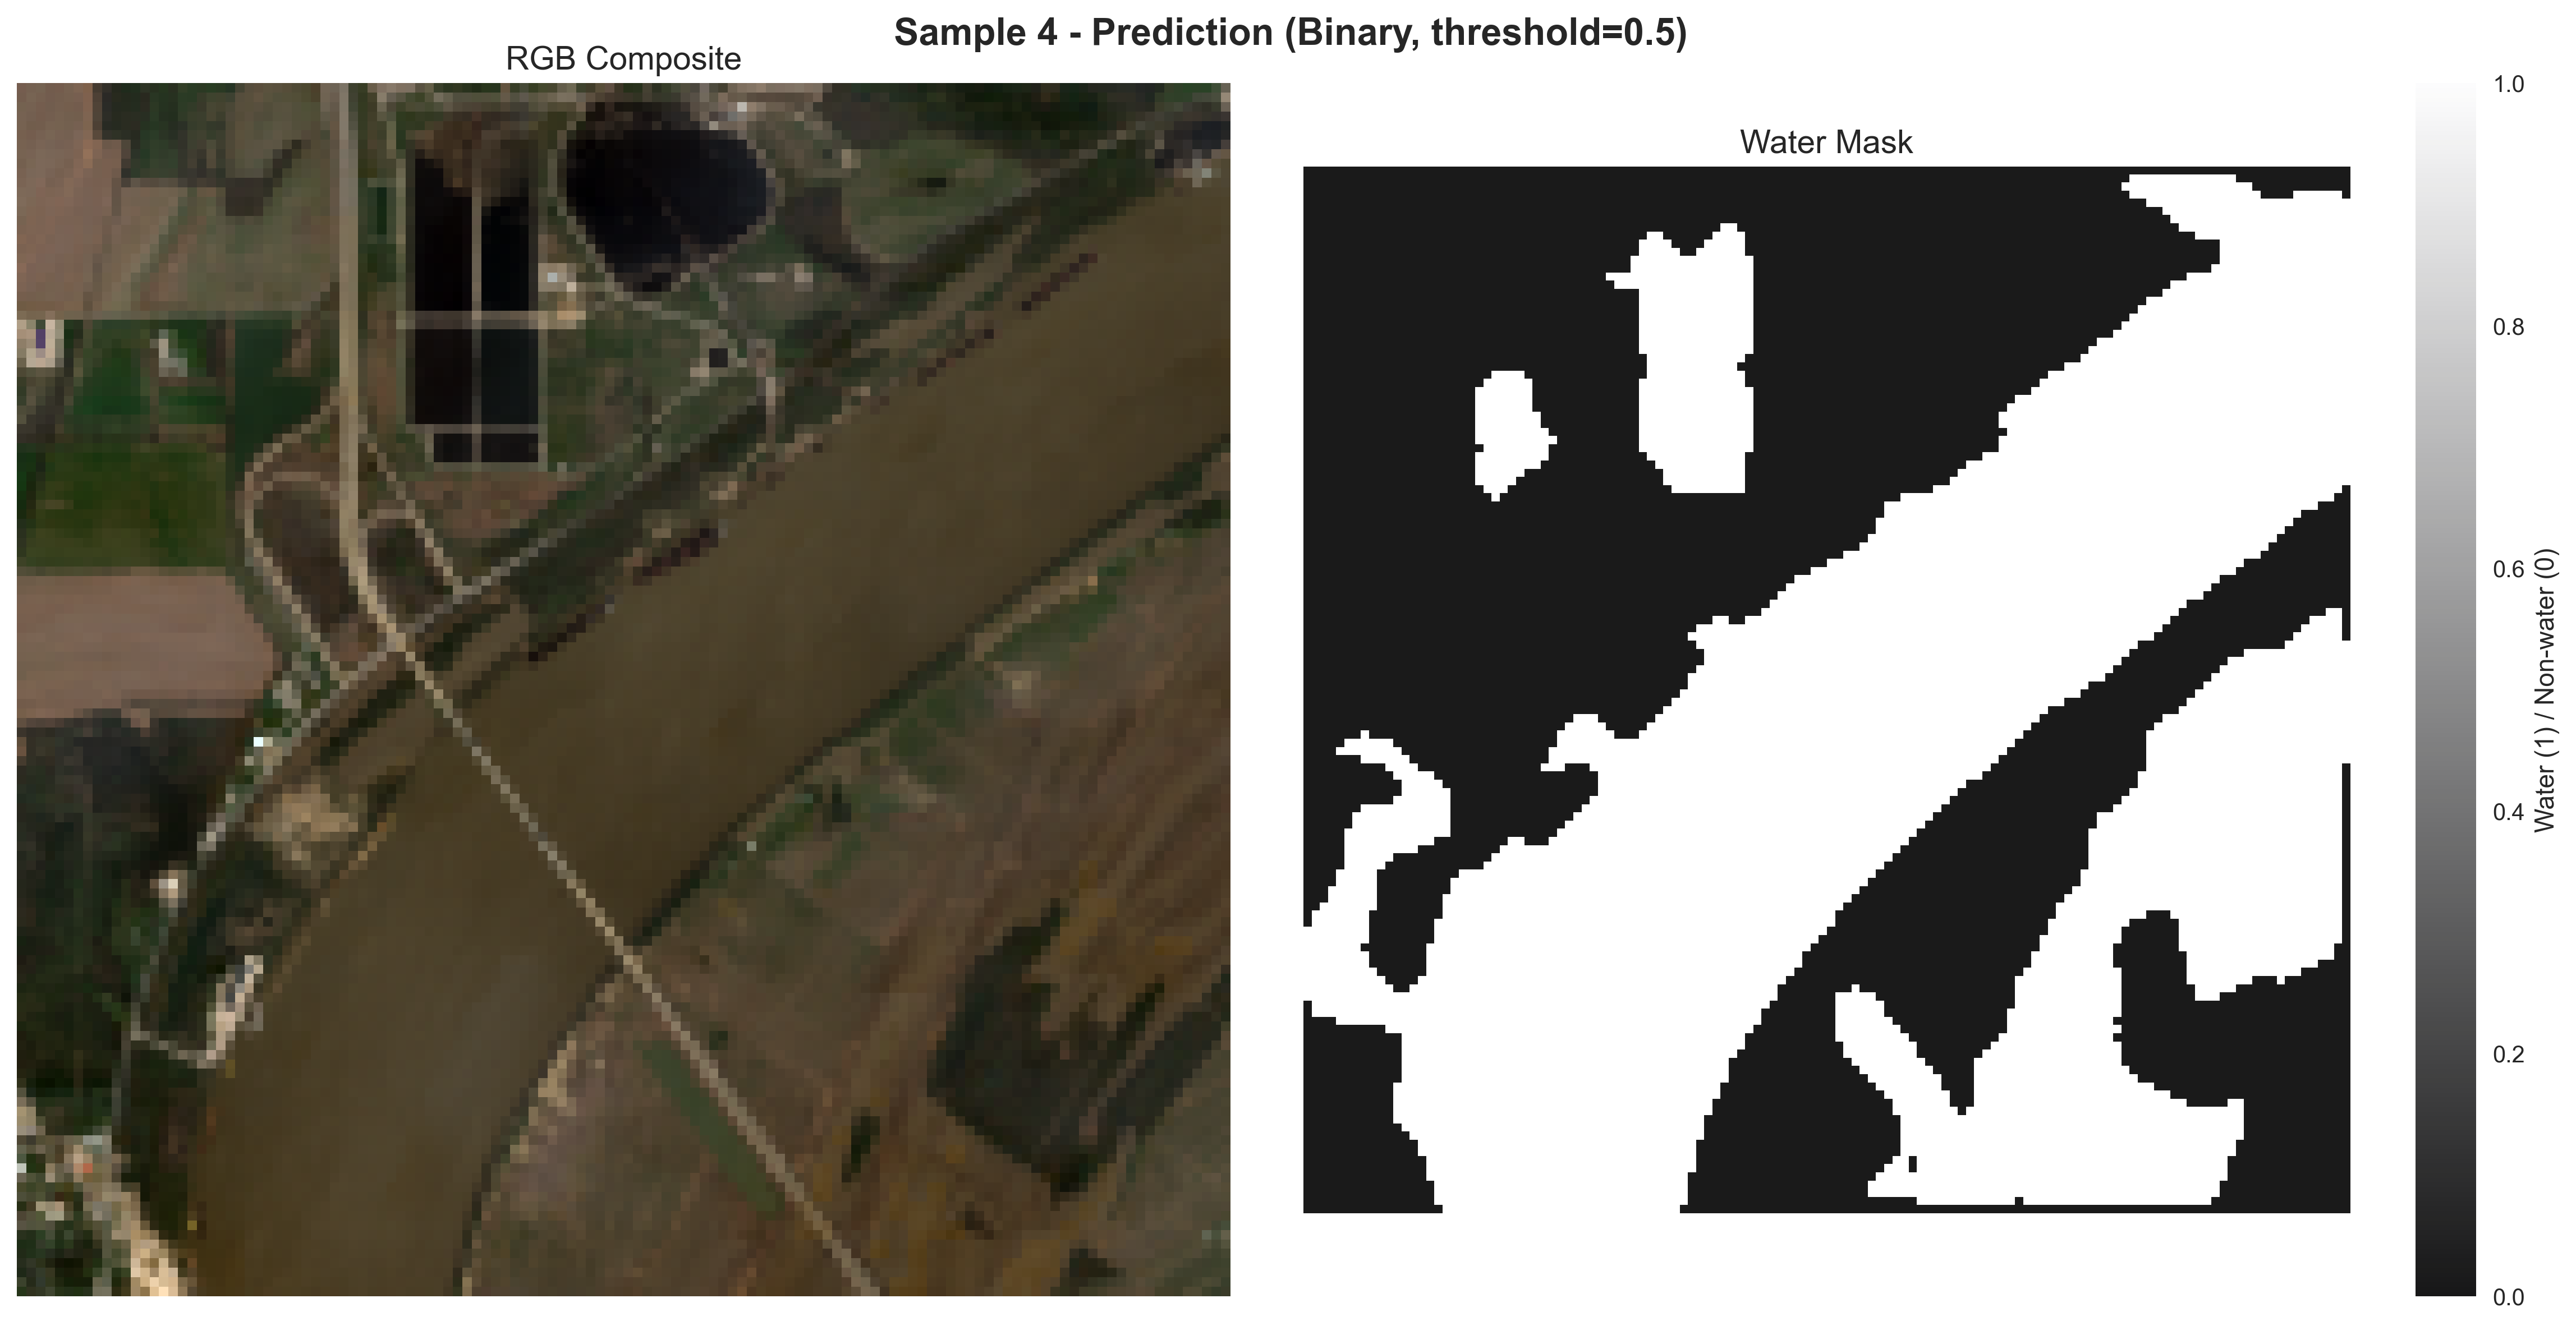 Sample 4 - Prediction (Binary, threshold=0.5)
RGB Composite
Water Mask
1.0
0.8
0.6
0.4
0.2
0.0
Water (1) / Non-water (0)